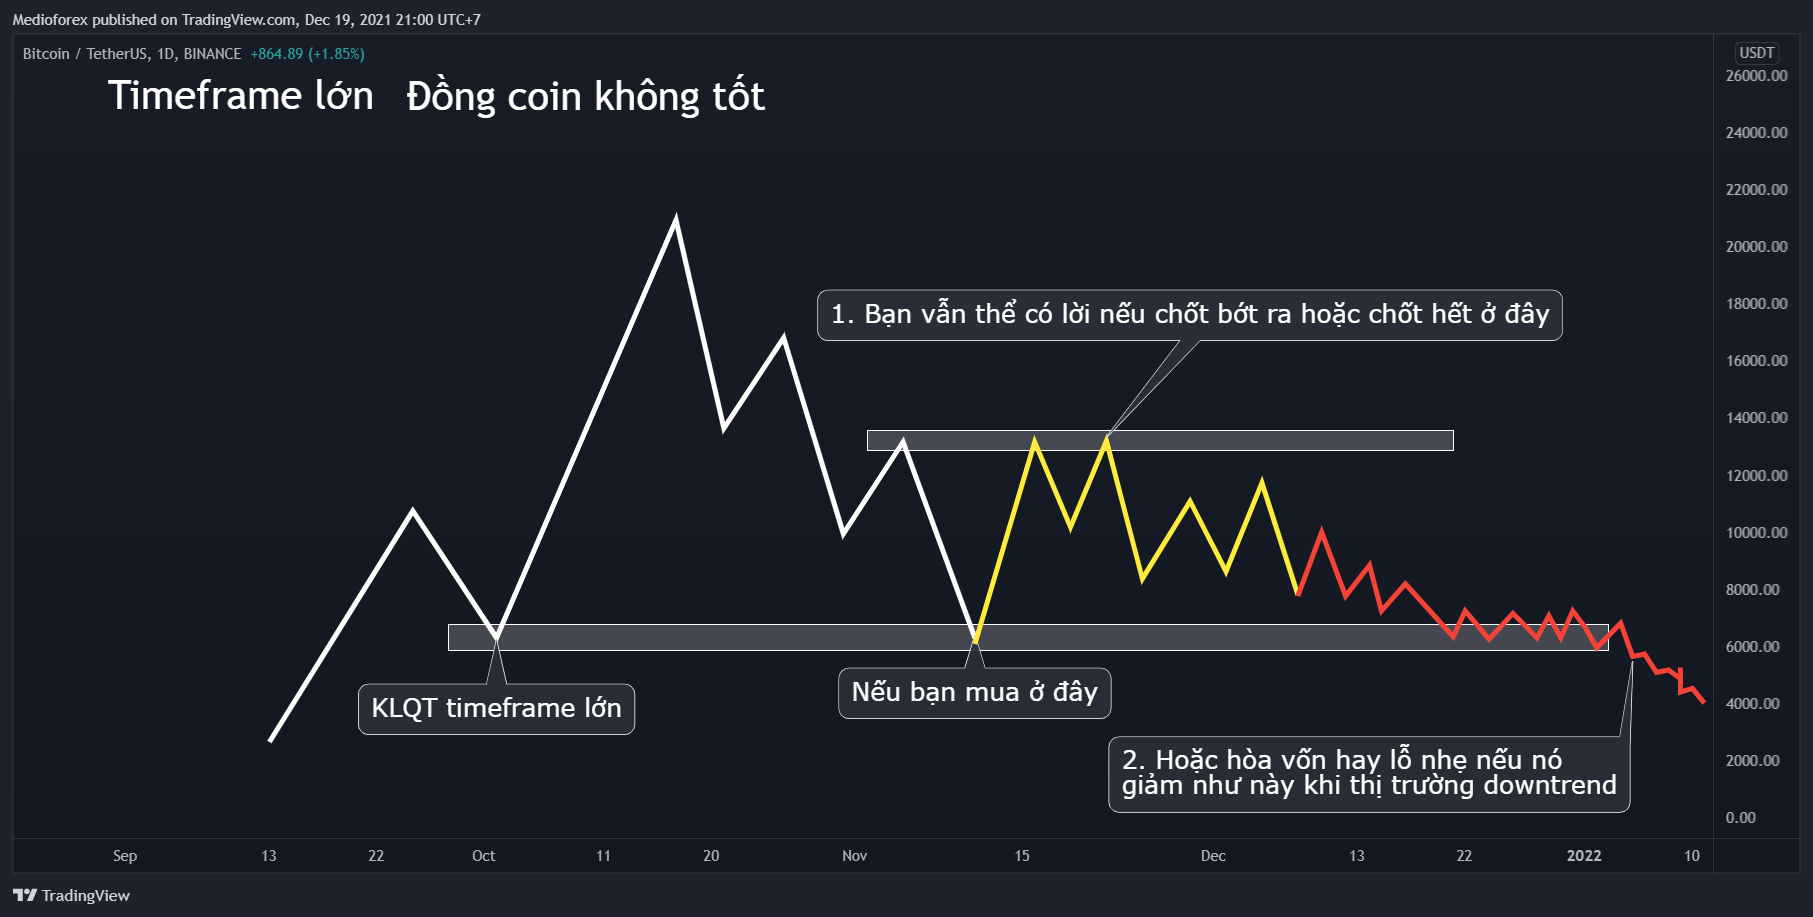 Medioforex published on TradingView.com, Dec 19, 2021 21:00 UTC+7
Bitcoin / TetherUS, 1D, BINANCE +864.89 (+1.85%)
USDT
Timeframe lớn Đồng coin không tốt
26000.00
24000.00
22000.00
20000.00
18000.00
16000.00
14000.00
12000.00
10000.00
8000.00
6000.00
4000.00
2000.00
0.00
1. Bạn vẫn thể có lời nếu chốt bớt ra hoặc chốt hết ở đây
KLQT timeframe lớn
Nếu bạn mua ở đây
2. Hoặc hòa vốn hay lỗ nhẹ nếu nó
giảm như này khi thị trường downtrend
Sep 13 22 Oct 11 20 Nov 15 Dec 13 22 2022 10
TradingView